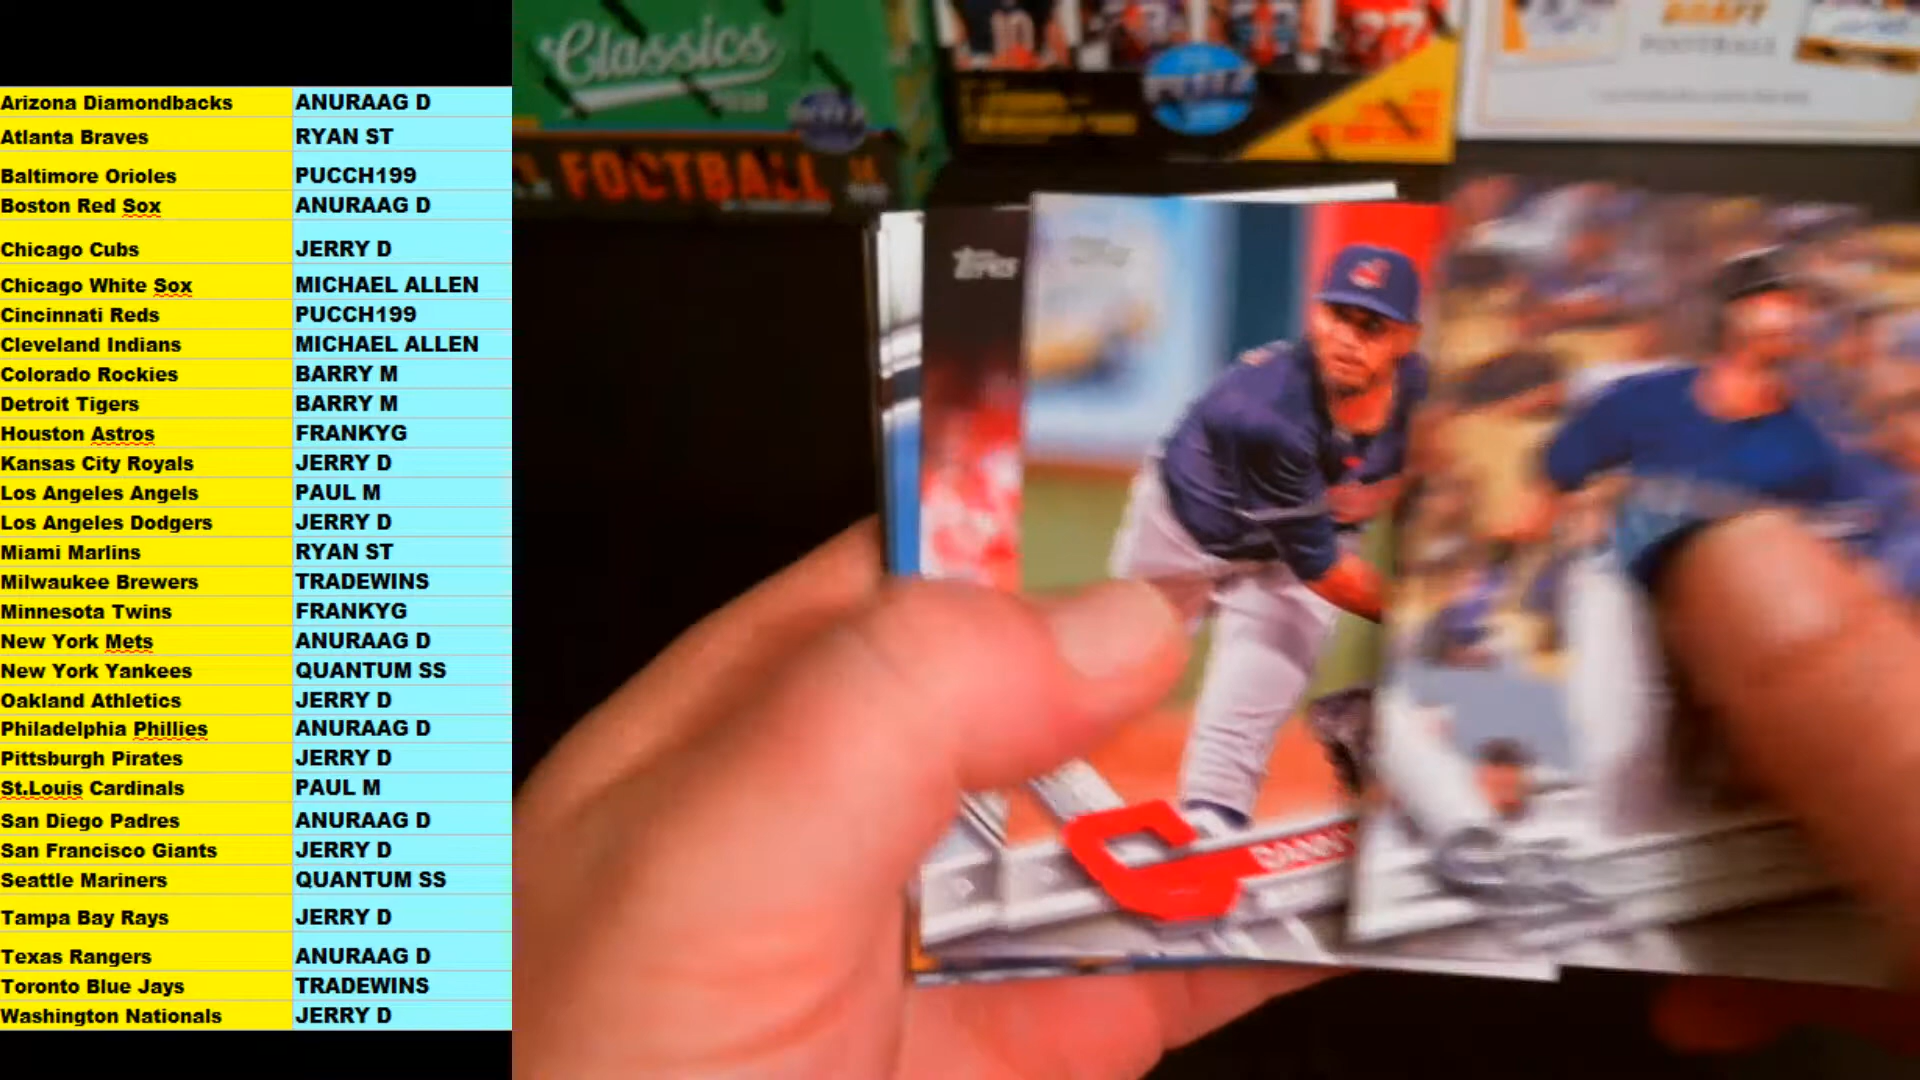 Arizona Diamondbacks ANURAAG D
Atlanta Braves RYAN ST
Baltimore Orioles PUCCH199
Boston Red Sox ANURAAG D
Chicago Cubs JERRY D
Chicago White Sox MICHAEL ALLEN
Cincinnati Reds PUCCH199
Cleveland Indians MICHAEL ALLEN
Colorado Rockies BARRY M
Detroit Tigers BARRY M
Houston Astros FRANKYG
Kansas City Royals JERRY D
Los Angeles Angels PAUL M
Los Angeles Dodgers JERRY D
Miami Marlins RYAN ST
Milwaukee Brewers TRADEWINS
Minnesota Twins FRANKYG
New York Mets ANURAAG D
New York Yankees QUANTUM SS
Oakland Athletics JERRY D
Philadelphia Phillies ANURAAG D
Pittsburgh Pirates JERRY D
St.Louis Cardinals PAUL M
San Diego Padres ANURAAG D
San Francisco Giants JERRY D
Seattle Mariners QUANTUM SS
Tampa Bay Rays JERRY D
Texas Rangers ANURAAG D
Toronto Blue Jays TRADEWINS
Washington Nationals JERRY D
Classics
FOOTBALL
10
27
DRAFT
FOOTBALL
Topps